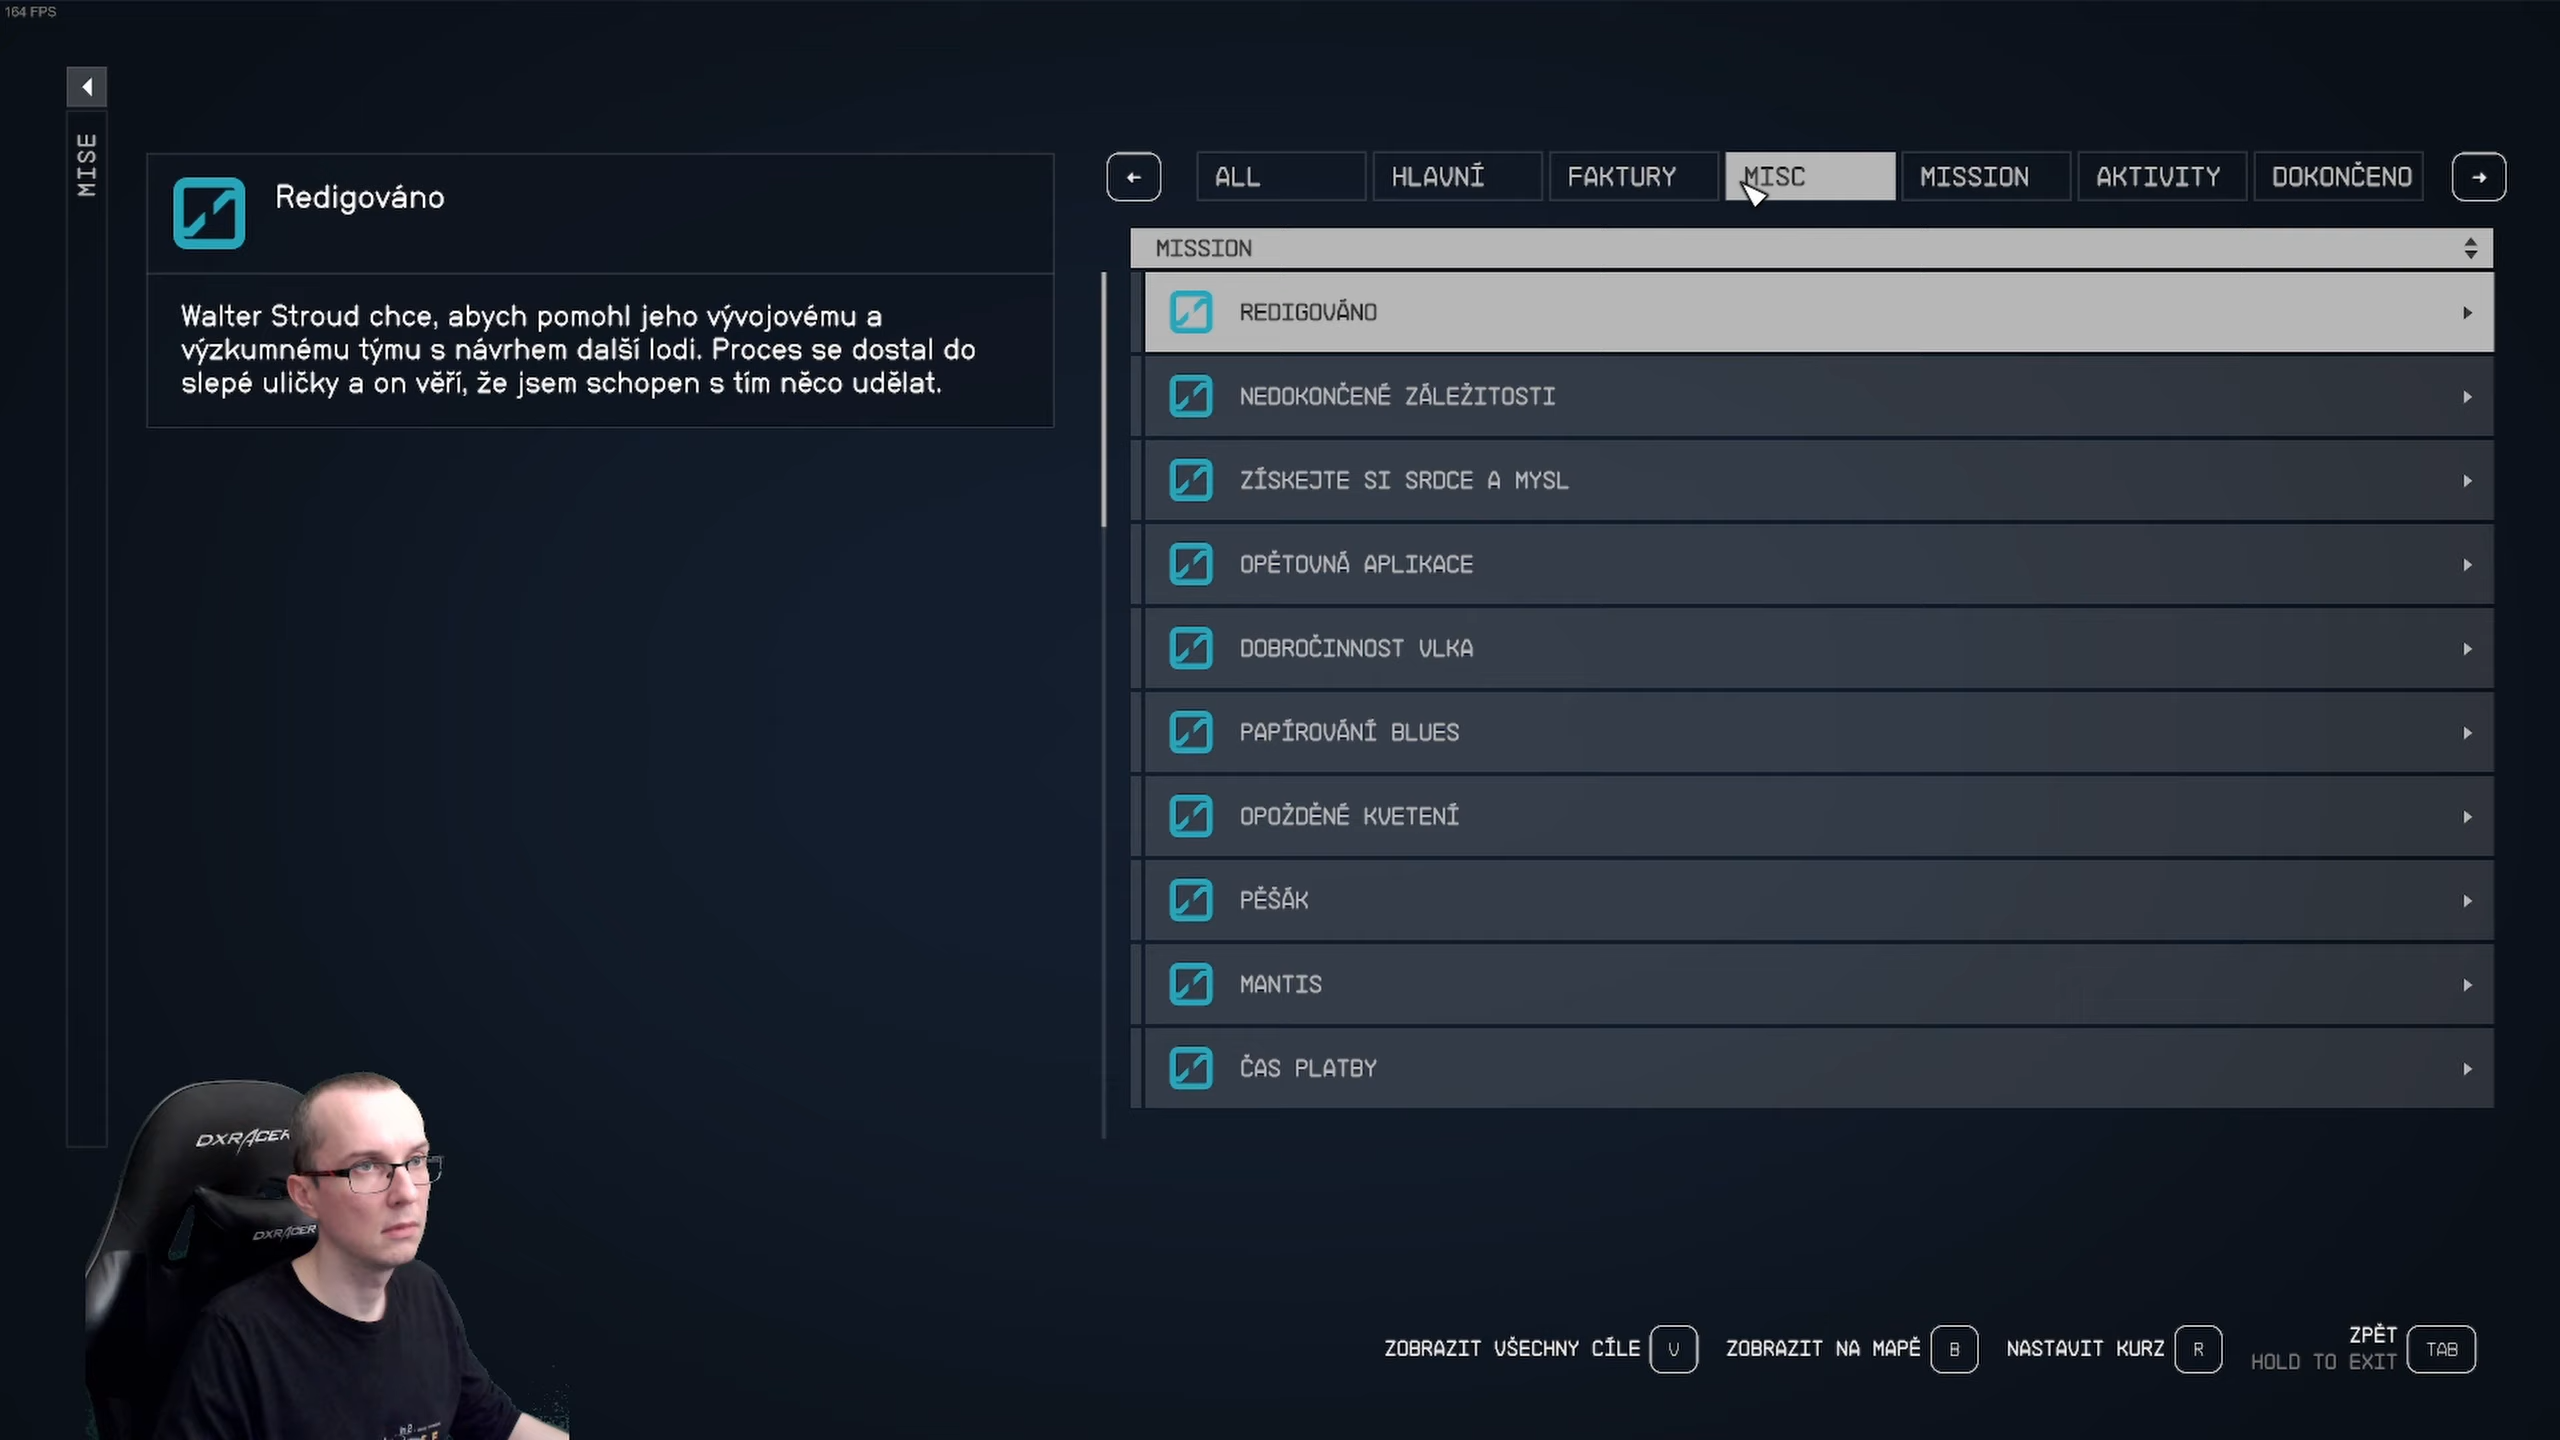 164 FPS
MISE
Redigováno
Walter Stroud chce, abych pomohl jeho vývojovému a
výzkumnému týmu s návrhem další lodi. Proces se dostal do
slepé uličky a on věří, že jsem schopen s tím něco udělat.
ALL
HLAVNÍ
FAKTURY
MISC
MISSION
AKTIVITY
DOKONČENO
MISSION
REDIGOVÁNO
NEDOKONČENÉ ZÁLEŽITOSTI
ZÍSKEJTE SI SRDCE A MYSL
OPĚTOVNÁ APLIKACE
DOBROČINNOST VLKA
PAPÍROVÁNÍ BLUES
OPOŽDĚNÉ KVETENÍ
PĚŠÁK
MANTIS
ČAS PLATBY
DXRACER
DXRACER
ZOBRAZIT VŠECHNY CÍLE V
ZOBRAZIT NA MAPĚ B
NASTAVIT KURZ R
ZPĚT
HOLD TO EXIT
TAB